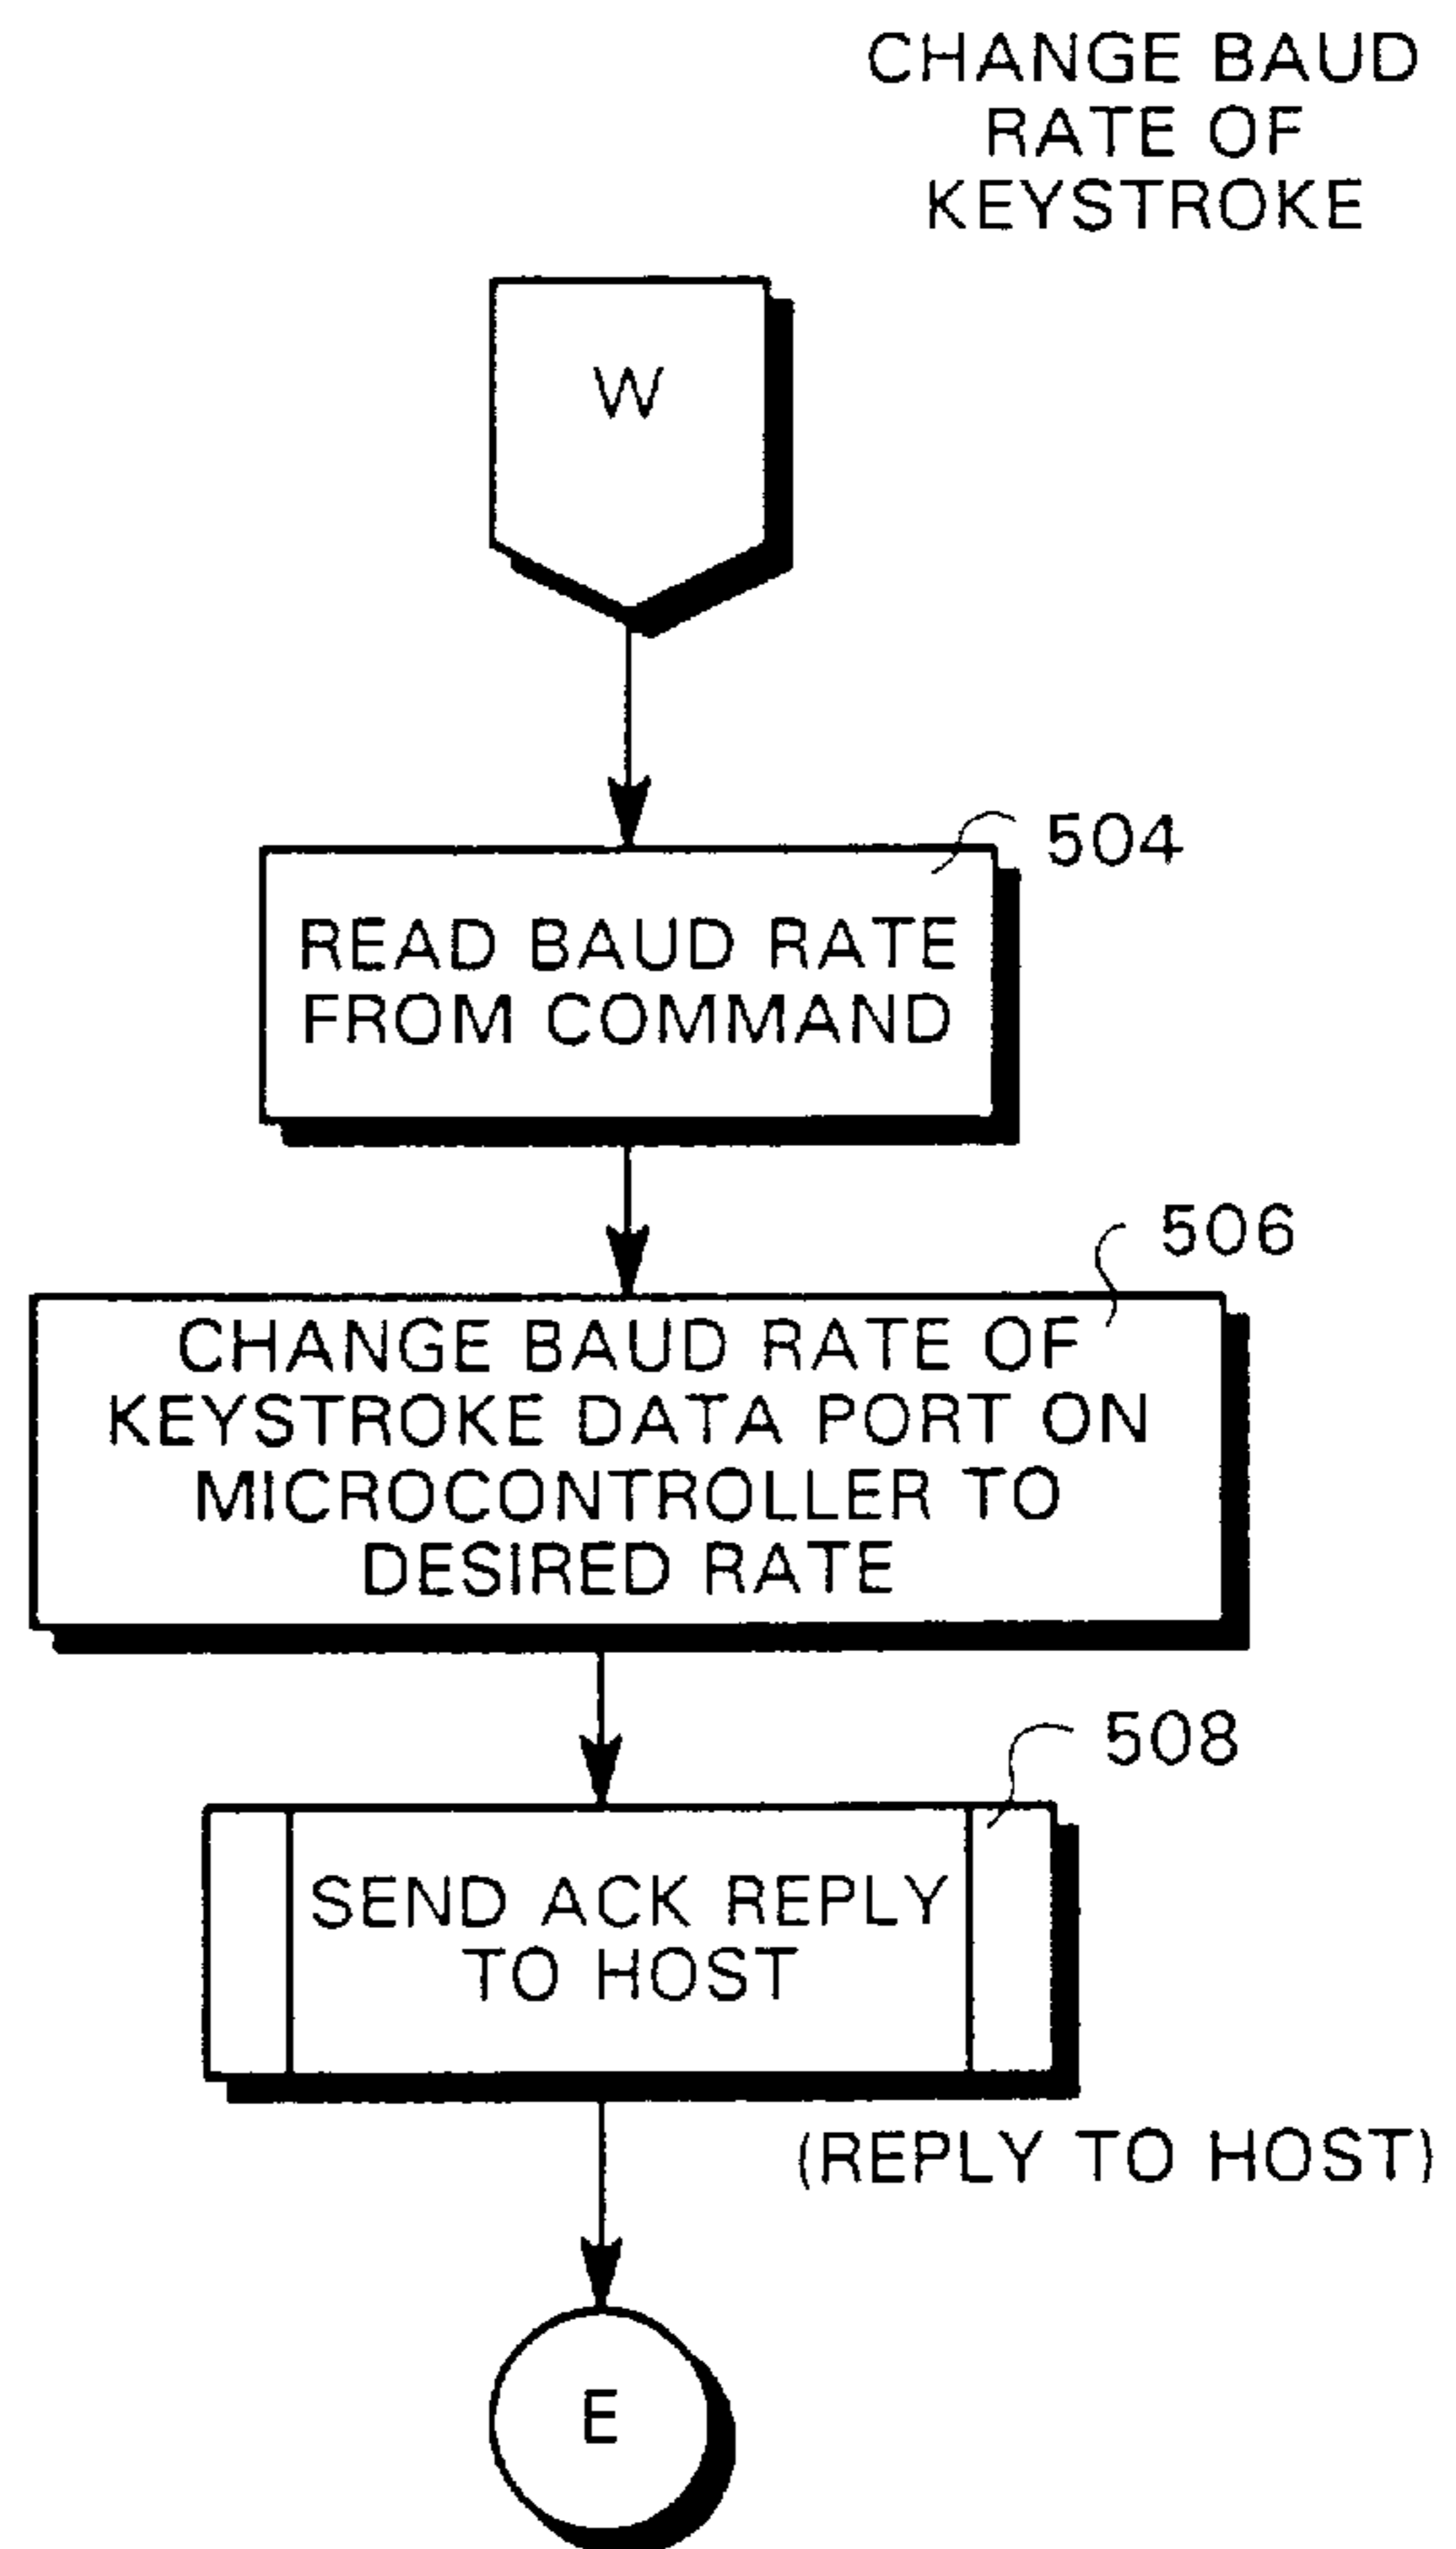 CHANGE BAUD
RATE OF
KEYSTROKE
W
504
READ BAUD RATE
FROM COMMAND
506
CHANGE BAUD RATE OF
KEYSTROKE DATA PORT ON
MICROCONTROLLER TO
DESIRED RATE
508
SEND ACK REPLY
TO HOST
(REPLY TO HOST)
E